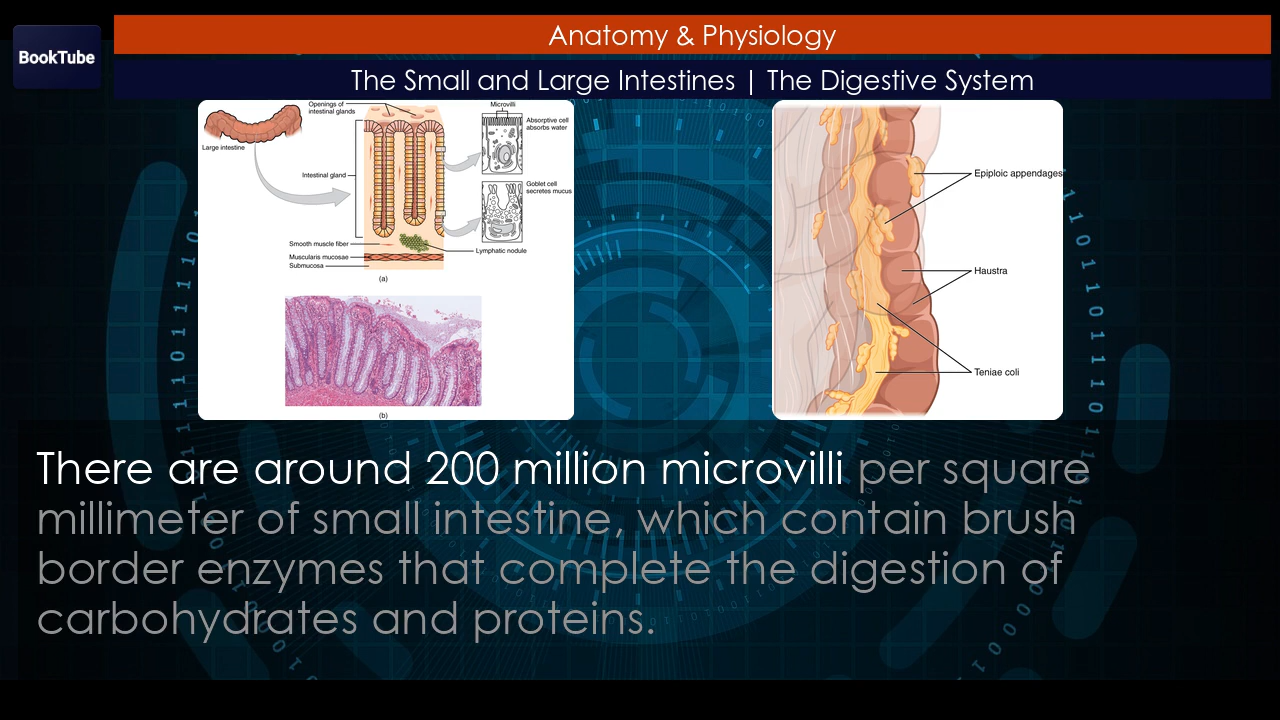 BookTube
Anatomy & Physiology
The Small and Large Intestines | The Digestive System
Openings of
intestinal glands
Large intestine
Intestinal gland
Smooth muscle fiber
Muscularis mucosae
Submucosa
Microvilli
Absorptive cell
absorbs water
Goblet cell
secretes mucus
Lymphatic nodule
(a)
(b)
Epiploic appendages
Haustra
Teniae coli
There are around 200 million microvilli per square
millimeter of small intestine, which contain brush
border enzymes that complete the digestion of
carbohydrates and proteins.